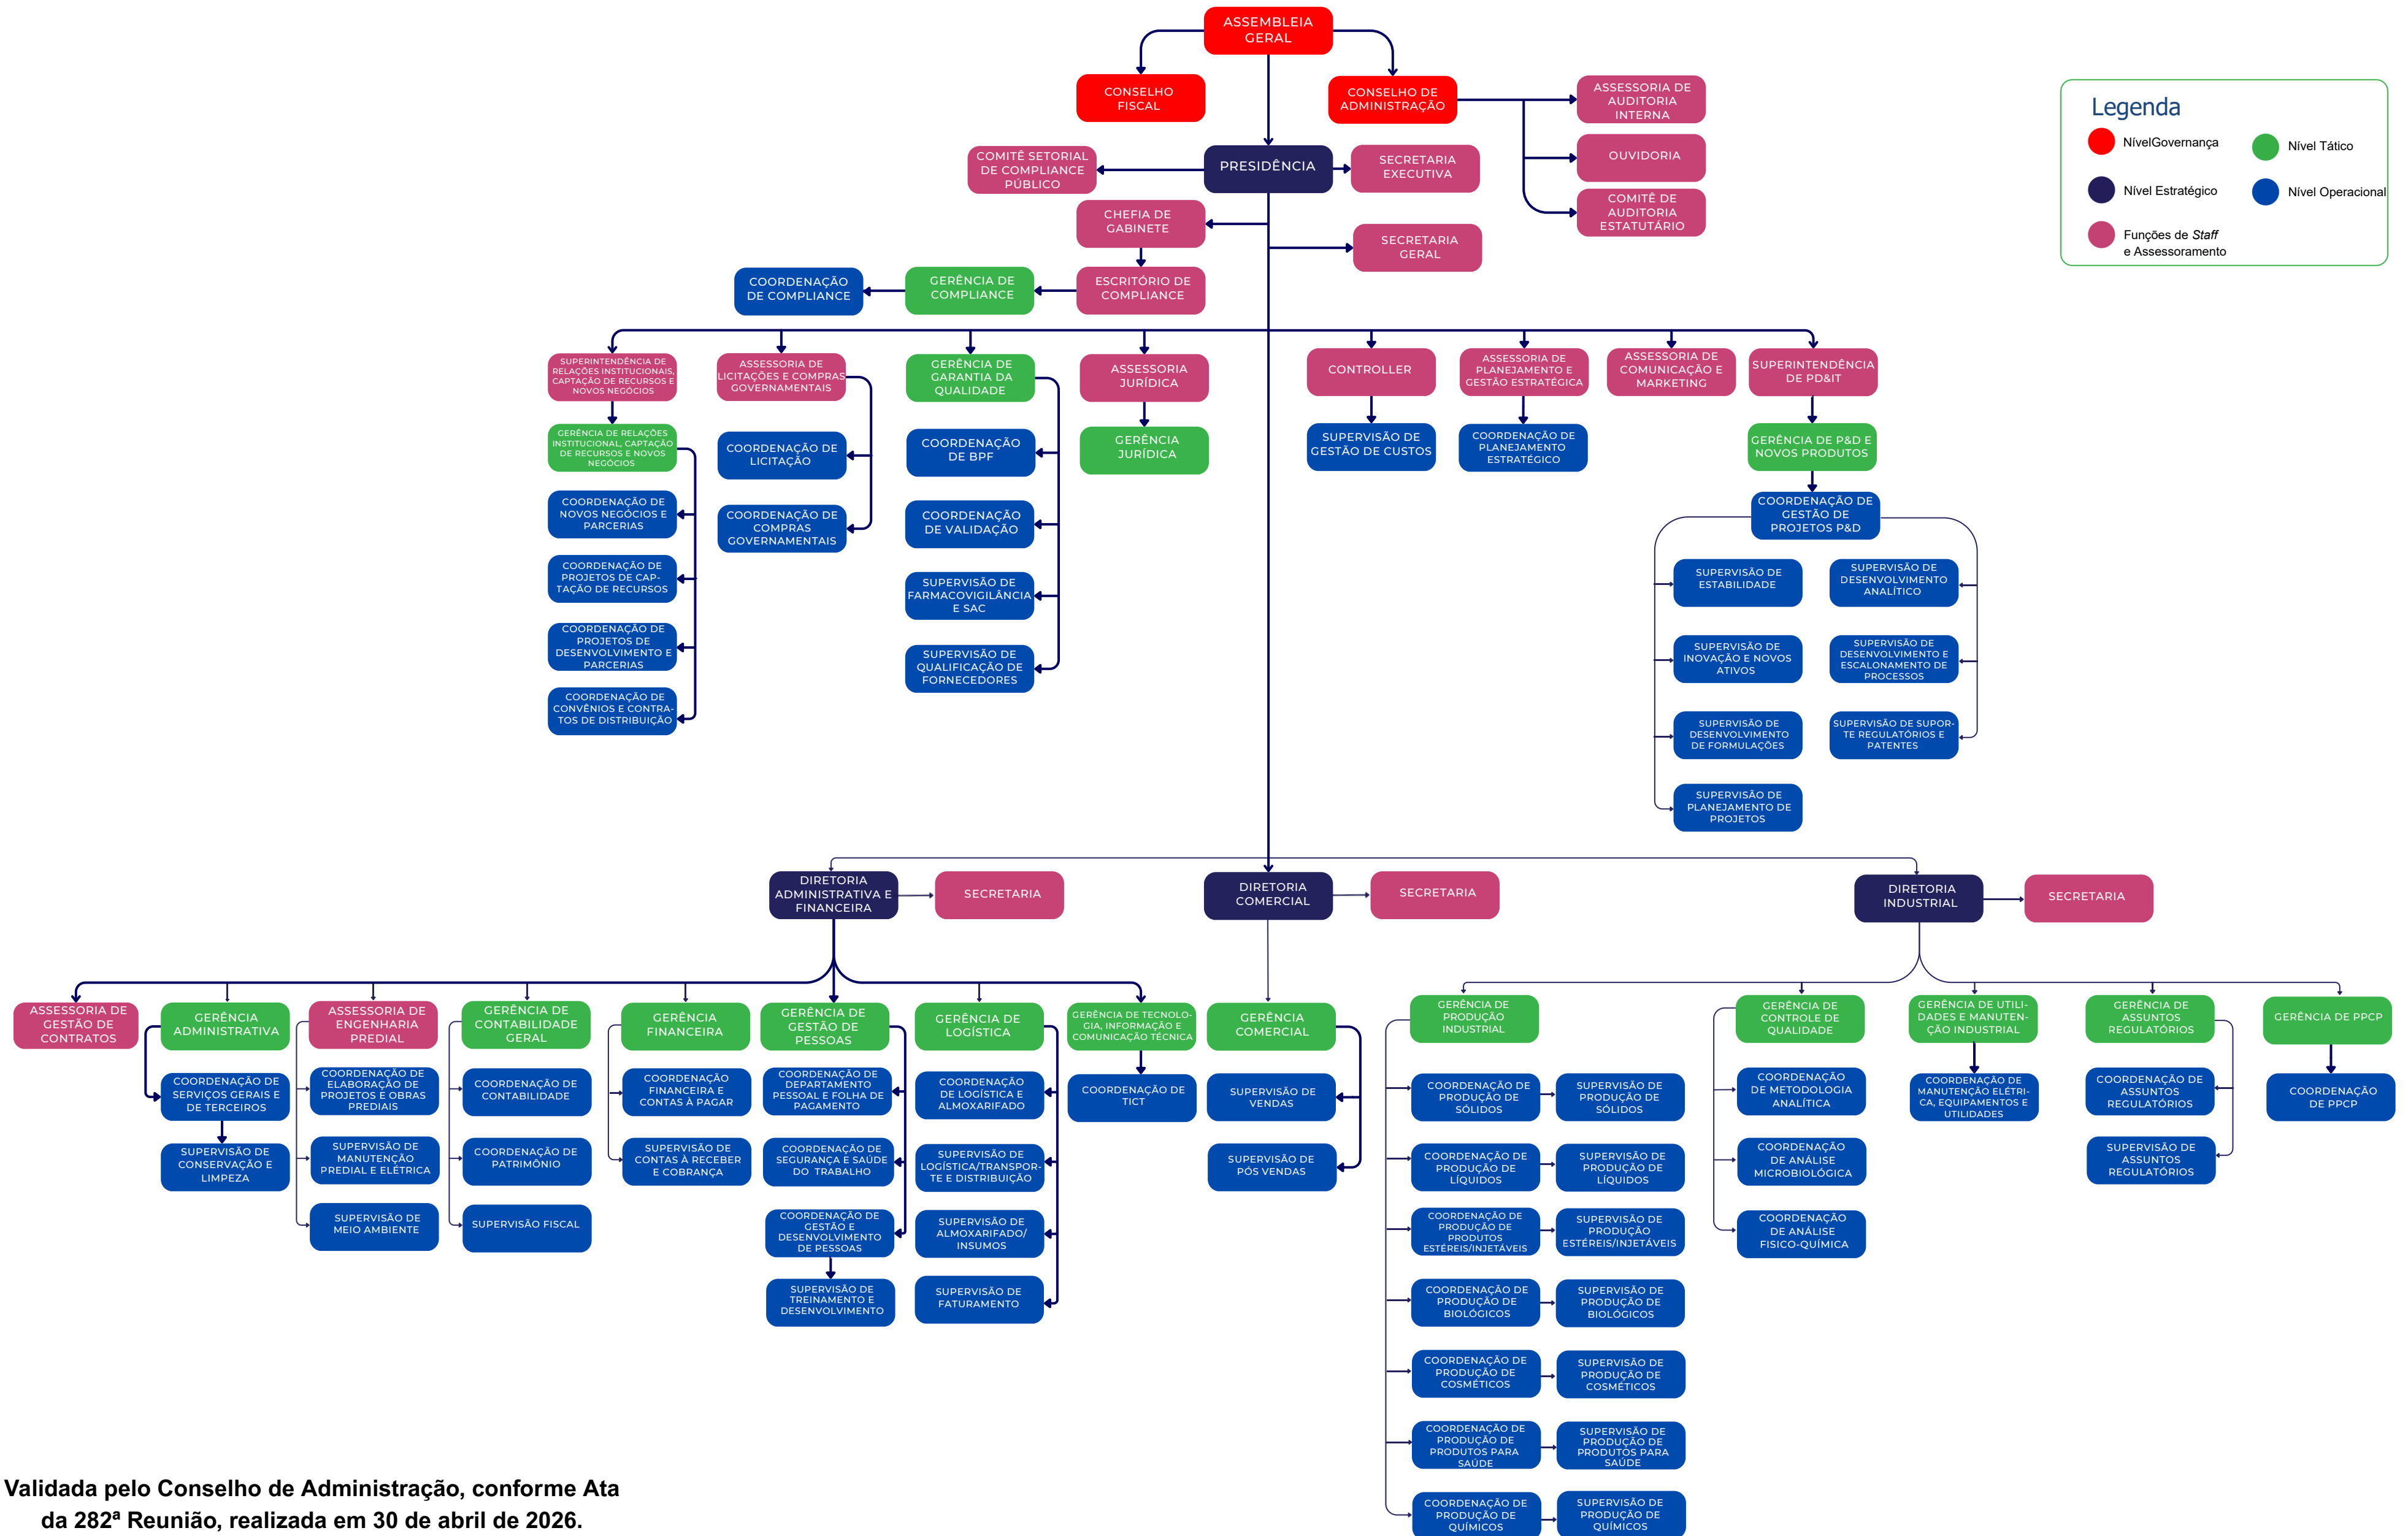 ASSEMBLEIA
GERAL
CONSELHO
FISCAL
CONSELHO DE
ADMINISTRAÇÃO
ASSESSORIA DE
AUDITORIA
INTERNA
OUVIDORIA
COMITÊ DE
AUDITORIA
ESTATUTÁRIO
Legenda
NívelGovernança
Nível Tático
Nível Estratégico
Nível Operacional
Funções de Staff
e Assessoramento
COMITÊ SETORIAL
DE COMPLIANCE
PÚBLICO
PRESIDÊNCIA
SECRETARIA
EXECUTIVA
CHEFIA DE
GABINETE
SECRETARIA
GERAL
COORDENAÇÃO
DE COMPLIANCE
GERÊNCIA DE
COMPLIANCE
ESCRITÓRIO DE
COMPLIANCE
SUPERINTENDÊNCIA DE
RELAÇÕES INSTITUCIONAIS,
CAPTAÇÃO DE RECURSOS E
NOVOS NEGÓCIOS
ASSESSORIA DE
LICITAÇÕES E COMPRAS
GOVERNAMENTAIS
GERÊNCIA DE
GARANTIA DA
QUALIDADE
ASSESSORIA
JURÍDICA
CONTROLLER
ASSESSORIA DE
PLANEJAMENTO E
GESTÃO ESTRATÉGICA
ASSESSORIA DE
COMUNICAÇÃO E
MARKETING
SUPERINTENDÊNCIA
DE PD&IT
GERÊNCIA DE RELAÇÕES
INSTITUCIONAL, CAPTAÇÃO
DE RECURSOS E NOVOS
NEGÓCIOS
COORDENAÇÃO DE
NOVOS NEGÓCIOS E
PARCERIAS
COORDENAÇÃO DE
PROJETOS DE CAP-
TAÇÃO DE RECURSOS
COORDENAÇÃO DE
PROJETOS DE
DESENVOLVIMENTO E
PARCERIAS
COORDENAÇÃO DE
CONVÊNIOS E CONTRA-
TOS DE DISTRIBUIÇÃO
COORDENAÇÃO DE
LICITAÇÃO
COORDENAÇÃO DE
COMPRAS
GOVERNAMENTAIS
COORDENAÇÃO
DE BPF
COORDENAÇÃO
DE VALIDAÇÃO
SUPERVISÃO DE
FARMACOVIGILÂNCIA
E SAC
SUPERVISÃO DE
QUALIFICAÇÃO DE
FORNECEDORES
GERÊNCIA
JURÍDICA
SUPERVISÃO DE
GESTÃO DE CUSTOS
COORDENAÇÃO DE
PLANEJAMENTO
ESTRATÉGICO
GERÊNCIA DE P&D E
NOVOS PRODUTOS
COORDENAÇÃO DE
GESTÃO DE
PROJETOS P&D
SUPERVISÃO DE
ESTABILIDADE
SUPERVISÃO DE
DESENVOLVIMENTO
ANALÍTICO
SUPERVISÃO DE
INOVAÇÃO E NOVOS
ATIVOS
SUPERVISÃO DE
DESENVOLVIMENTO E
ESCALONAMENTO DE
PROCESSOS
SUPERVISÃO DE
DESENVOLVIMENTO
DE FORMULAÇÕES
SUPERVISÃO DE SUPOR-
TE REGULATÓRIOS E
PATENTES
SUPERVISÃO DE
PLANEJAMENTO DE
PROJETOS
DIRETORIA
ADMINISTRATIVA E
FINANCEIRA
SECRETARIA
DIRETORIA
COMERCIAL
SECRETARIA
DIRETORIA
INDUSTRIAL
SECRETARIA
ASSESSORIA DE
GESTÃO DE
CONTRATOS
GERÊNCIA
ADMINISTRATIVA
COORDENAÇÃO DE
SERVIÇOS GERAIS E
DE TERCEIROS
SUPERVISÃO DE
CONSERVAÇÃO E
LIMPEZA
ASSESSORIA DE
ENGENHARIA
PREDIAL
COORDENAÇÃO DE
ELABORAÇÃO DE
PROJETOS E OBRAS
PREDIAIS
SUPERVISÃO DE
MANUTENÇÃO
PREDIAL E ELÉTRICA
SUPERVISÃO DE
MEIO AMBIENTE
GERÊNCIA DE
CONTABILIDADE
GERAL
COORDENAÇÃO DE
CONTABILIDADE
COORDENAÇÃO DE
PATRIMÔNIO
SUPERVISÃO FISCAL
GERÊNCIA
FINANCEIRA
COORDENAÇÃO
FINANCEIRA E
CONTAS À PAGAR
SUPERVISÃO DE
CONTAS À RECEBER
E COBRANÇA
GERÊNCIA DE
GESTÃO DE
PESSOAS
COORDENAÇÃO DE
DEPARTAMENTO
PESSOAL E FOLHA DE
PAGAMENTO
COORDENAÇÃO DE
SEGURANÇA E SAÚDE
DO TRABALHO
COORDENAÇÃO DE
GESTÃO E
DESENVOLVIMENTO
DE PESSOAS
SUPERVISÃO DE
TREINAMENTO E
DESENVOLVIMENTO
GERÊNCIA DE
LOGÍSTICA
COORDENAÇÃO
DE LOGÍSTICA E
ALMOXARIFADO
SUPERVISÃO DE
LOGÍSTICA/TRANSPOR-
TE E DISTRIBUIÇÃO
SUPERVISÃO DE
ALMOXARIFADO/
INSUMOS
SUPERVISÃO DE
FATURAMENTO
GERÊNCIA DE TECNOLO-
GIA, INFORMAÇÃO E
COMUNICAÇÃO TÉCNICA
COORDENAÇÃO DE
TICT
GERÊNCIA
COMERCIAL
SUPERVISÃO DE
VENDAS
SUPERVISÃO DE
PÓS VENDAS
GERÊNCIA DE
PRODUÇÃO
INDUSTRIAL
COORDENAÇÃO DE
PRODUÇÃO DE
SÓLIDOS
SUPERVISÃO DE
PRODUÇÃO DE
SÓLIDOS
COORDENAÇÃO DE
PRODUÇÃO DE
LÍQUIDOS
SUPERVISÃO DE
PRODUÇÃO DE
LÍQUIDOS
COORDENAÇÃO DE
PRODUÇÃO DE
PRODUTOS
ESTÉREIS/INJETÁVEIS
SUPERVISÃO DE
PRODUÇÃO
ESTÉREIS/INJETÁVEIS
COORDENAÇÃO DE
PRODUÇÃO DE
BIOLÓGICOS
SUPERVISÃO DE
PRODUÇÃO DE
BIOLÓGICOS
COORDENAÇÃO DE
PRODUÇÃO DE
COSMÉTICOS
SUPERVISÃO DE
PRODUÇÃO DE
COSMÉTICOS
COORDENAÇÃO DE
PRODUÇÃO DE
PRODUTOS PARA
SAÚDE
SUPERVISÃO DE
PRODUÇÃO DE
PRODUTOS PARA
SAÚDE
COORDENAÇÃO DE
PRODUÇÃO DE
QUÍMICOS
SUPERVISÃO DE
PRODUÇÃO DE
QUÍMICOS
GERÊNCIA DE
CONTROLE DE
QUALIDADE
COORDENAÇÃO
DE METODOLOGIA
ANALÍTICA
COORDENAÇÃO
DE ANÁLISE
MICROBIOLÓGICA
COORDENAÇÃO
DE ANÁLISE
FISICO-QUÍMICA
GERÊNCIA DE UTILI-
DADES E MANUTEN-
ÇÃO INDUSTRIAL
COORDENAÇÃO DE
MANUTENÇÃO ELÉTRI-
CA, EQUIPAMENTOS E
UTILIDADES
GERÊNCIA DE
ASSUNTOS
REGULATÓRIOS
COORDENAÇÃO DE
ASSUNTOS
REGULATÓRIOS
SUPERVISÃO DE
ASSUNTOS
REGULATÓRIOS
GERÊNCIA DE PPCP
COORDENAÇÃO
DE PPCP
Validada pelo Conselho de Administração, conforme Ata
da 282ª Reunião, realizada em 30 de abril de 2026.